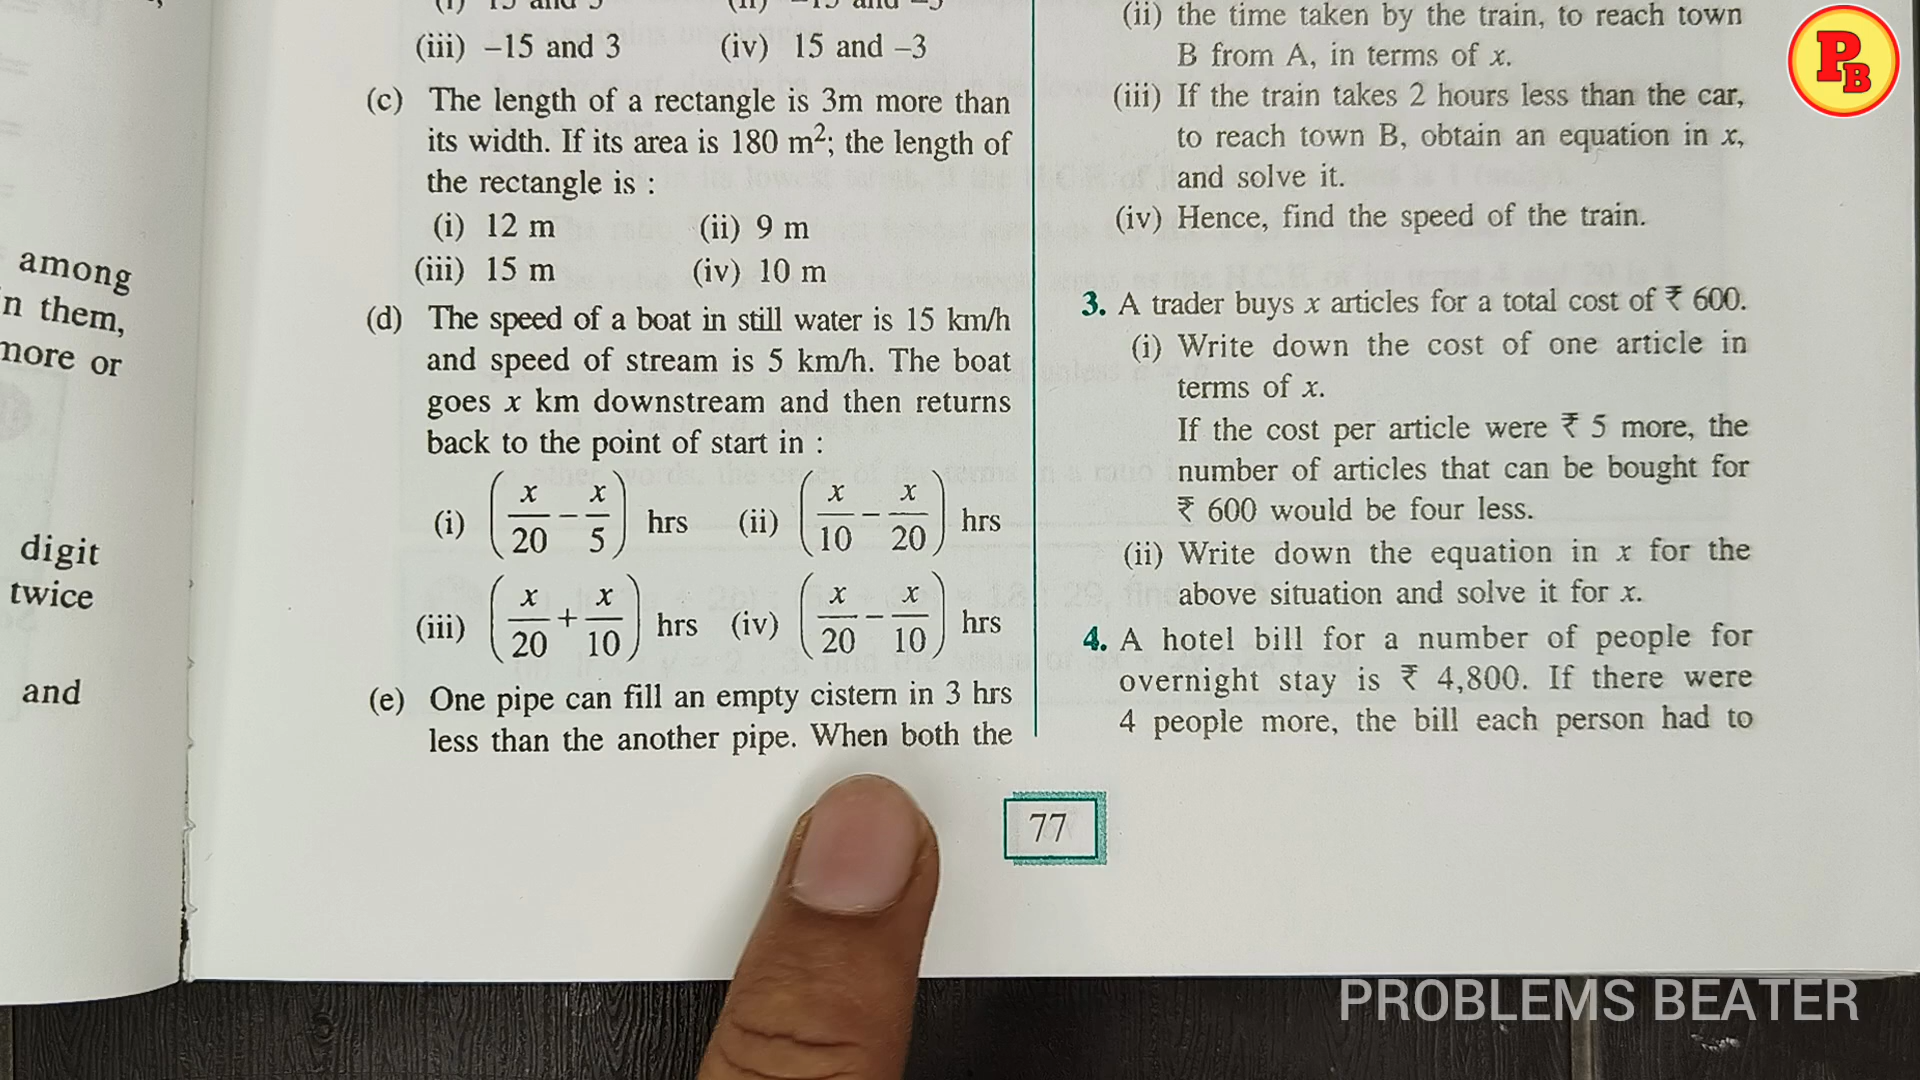 among
n them,
more or
digit
twice
and
(iii) –15 and 3 (iv) 15 and –3
(c) The length of a rectangle is 3m more than
its width. If its area is 180 m²; the length of
the rectangle is :
(i) 12 m (ii) 9 m
(iii) 15 m (iv) 10 m
(d) The speed of a boat in still water is 15 km/h
and speed of stream is 5 km/h. The boat
goes x km downstream and then returns
back to the point of start in :
(i) (x/20 − x/5) hrs (ii) (x/10 − x/20) hrs
(iii) (x/20 + x/10) hrs (iv) (x/20 − x/10) hrs
(e) One pipe can fill an empty cistern in 3 hrs
less than the another pipe. When both the
(ii) the time taken by the train, to reach town
B from A, in terms of x.
(iii) If the train takes 2 hours less than the car,
to reach town B, obtain an equation in x,
and solve it.
(iv) Hence, find the speed of the train.
3. A trader buys x articles for a total cost of ₹ 600.
(i) Write down the cost of one article in
terms of x.
If the cost per article were ₹ 5 more, the
number of articles that can be bought for
₹ 600 would be four less.
(ii) Write down the equation in x for the
above situation and solve it for x.
4. A hotel bill for a number of people for
overnight stay is ₹ 4,800. If there were
4 people more, the bill each person had to
77
PB
PROBLEMS BEATER